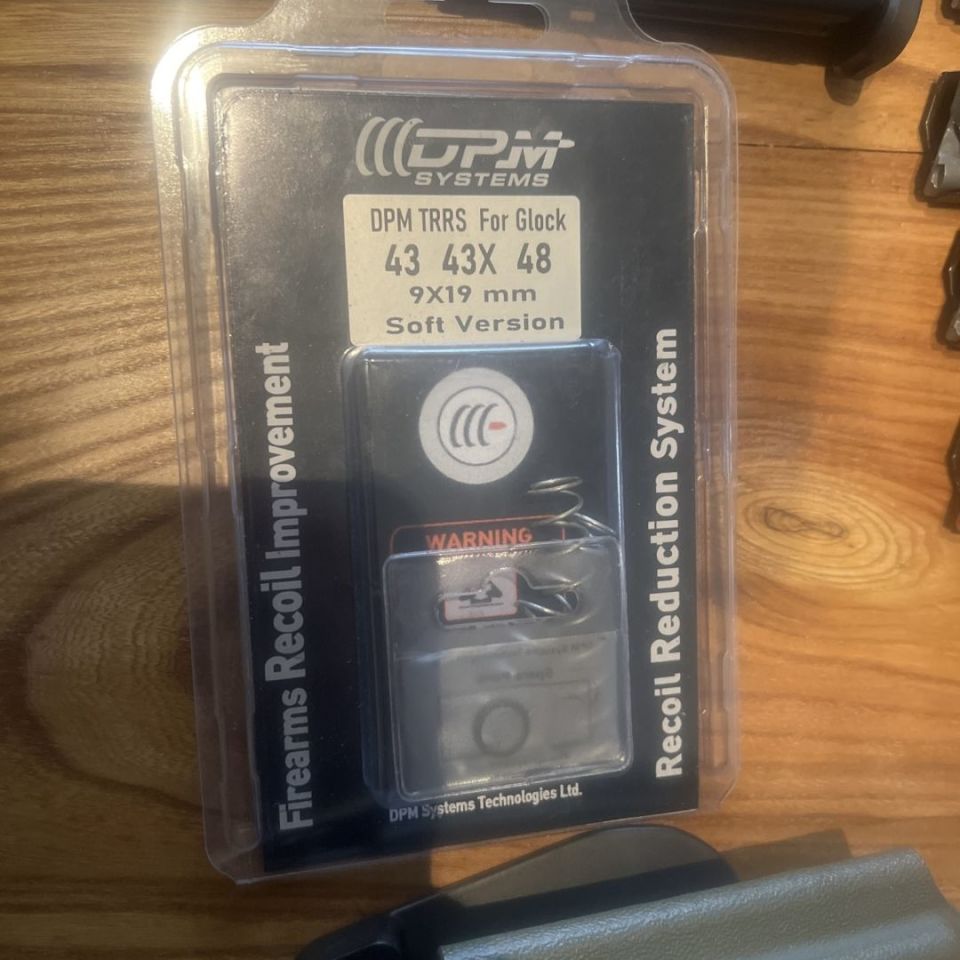 DPM
SYSTEMS
DPM TRRS For Glock
43 43X 48
9X19 mm
Soft Version
Firearms Recoil Improvement
Recoil Reduction System
WARNING
DPM Systems Technologies Ltd.